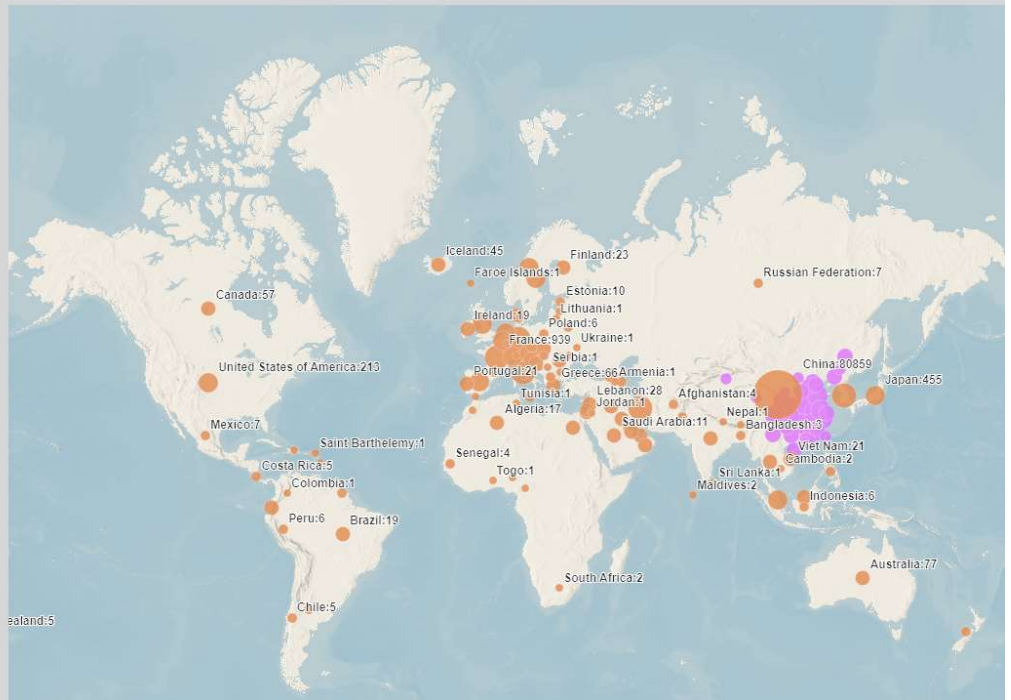 Iceland:45
Finland:23
Faroe Islands:1
Russian Federation:7
Canada:57
Estonia:10
Lithuania:1
Ireland:19
Poland:6
France:939
Ukraine:1
Serbia:1
China:80859
United States of America:213
Portugal:21
Greece:66
Armenia:1
Japan:455
Tunisia:1
Lebanon:28
Afghanistan:4
Jordan:1
Algeria:17
Nepal:1
Mexico:7
Saudi Arabia:11
Bangladesh:3
Saint Barthelemy:1
Viet Nam:21
Senegal:4
Cambodia:2
Costa Rica:5
Togo:1
Sri Lanka:1
Colombia:1
Maldives:2
Indonesia:6
Peru:6
Brazil:19
Australia:77
South Africa:2
Chile:5
ealand:5